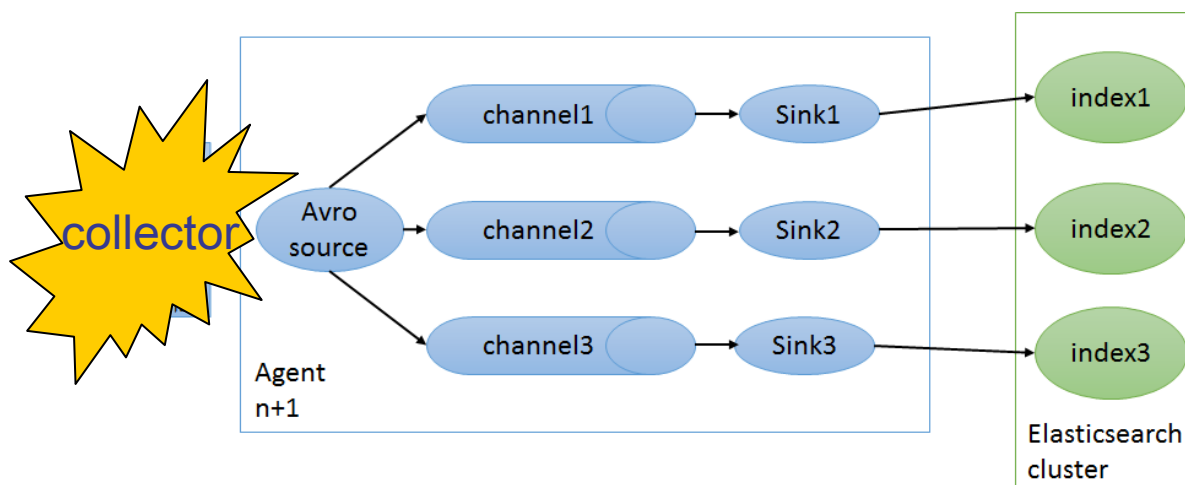 collector
Avro
source
channel1
Sink1
index1
channel2
Sink2
index2
channel3
Sink3
index3
Agent
n+1
Elasticsearch
cluster